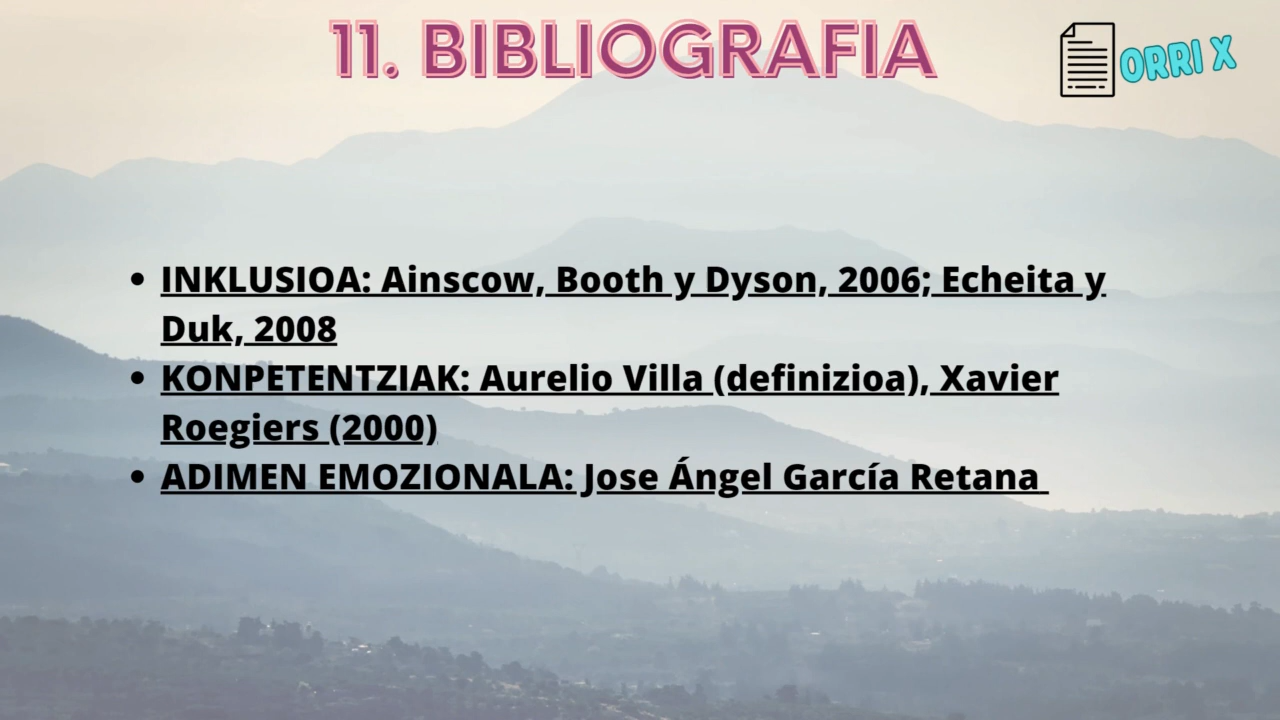 11. BIBLIOGRAFIA
ORRI X
• INKLUSIOA: Ainscow, Booth y Dyson, 2006; Echeita y
Duk, 2008
• KONPETENTZIAK: Aurelio Villa (definizioa), Xavier
Roegiers (2000)
• ADIMEN EMOZIONALA: Jose Ángel García Retana